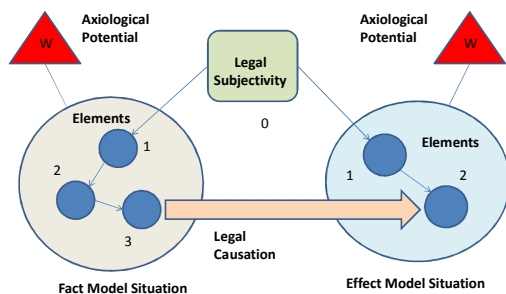 Axiological
Potential
W
Legal
Subjectivity
0
Axiological
Potential
W
Elements
1
2
3
Elements
1
2
Legal
Causation
Fact Model Situation
Effect Model Situation